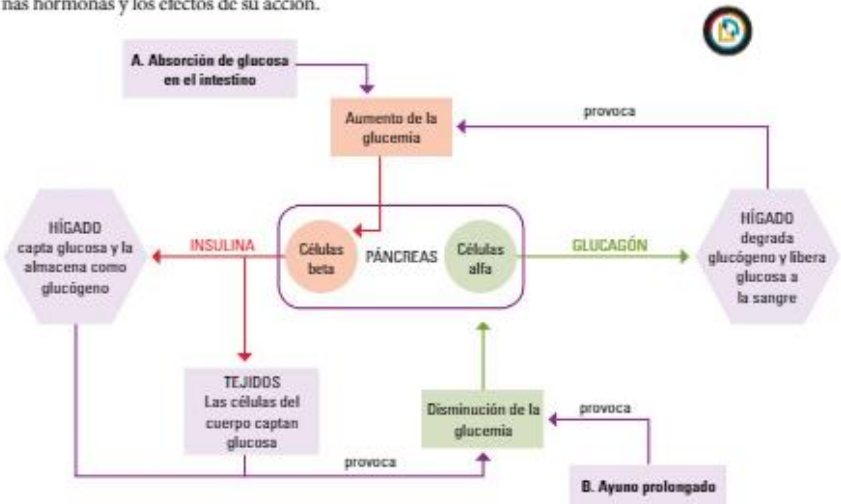 nas hormonas y los efectos de su acción.
A. Absorción de glucosa
en el intestino
Aumento de la
glucemia
provoca
HÍGADO
capta glucosa y la
almacena como
glucógeno
INSULINA
Células
beta
PÁNCREAS
Células
alfa
GLUCAGÓN
HÍGADO
degrada
glucógeno y libera
glucosa a
la sangre
TEJIDOS
Las células del
cuerpo captan
glucosa
Disminución de la
glucemia
provoca
provoca
B. Ayuno prolongado